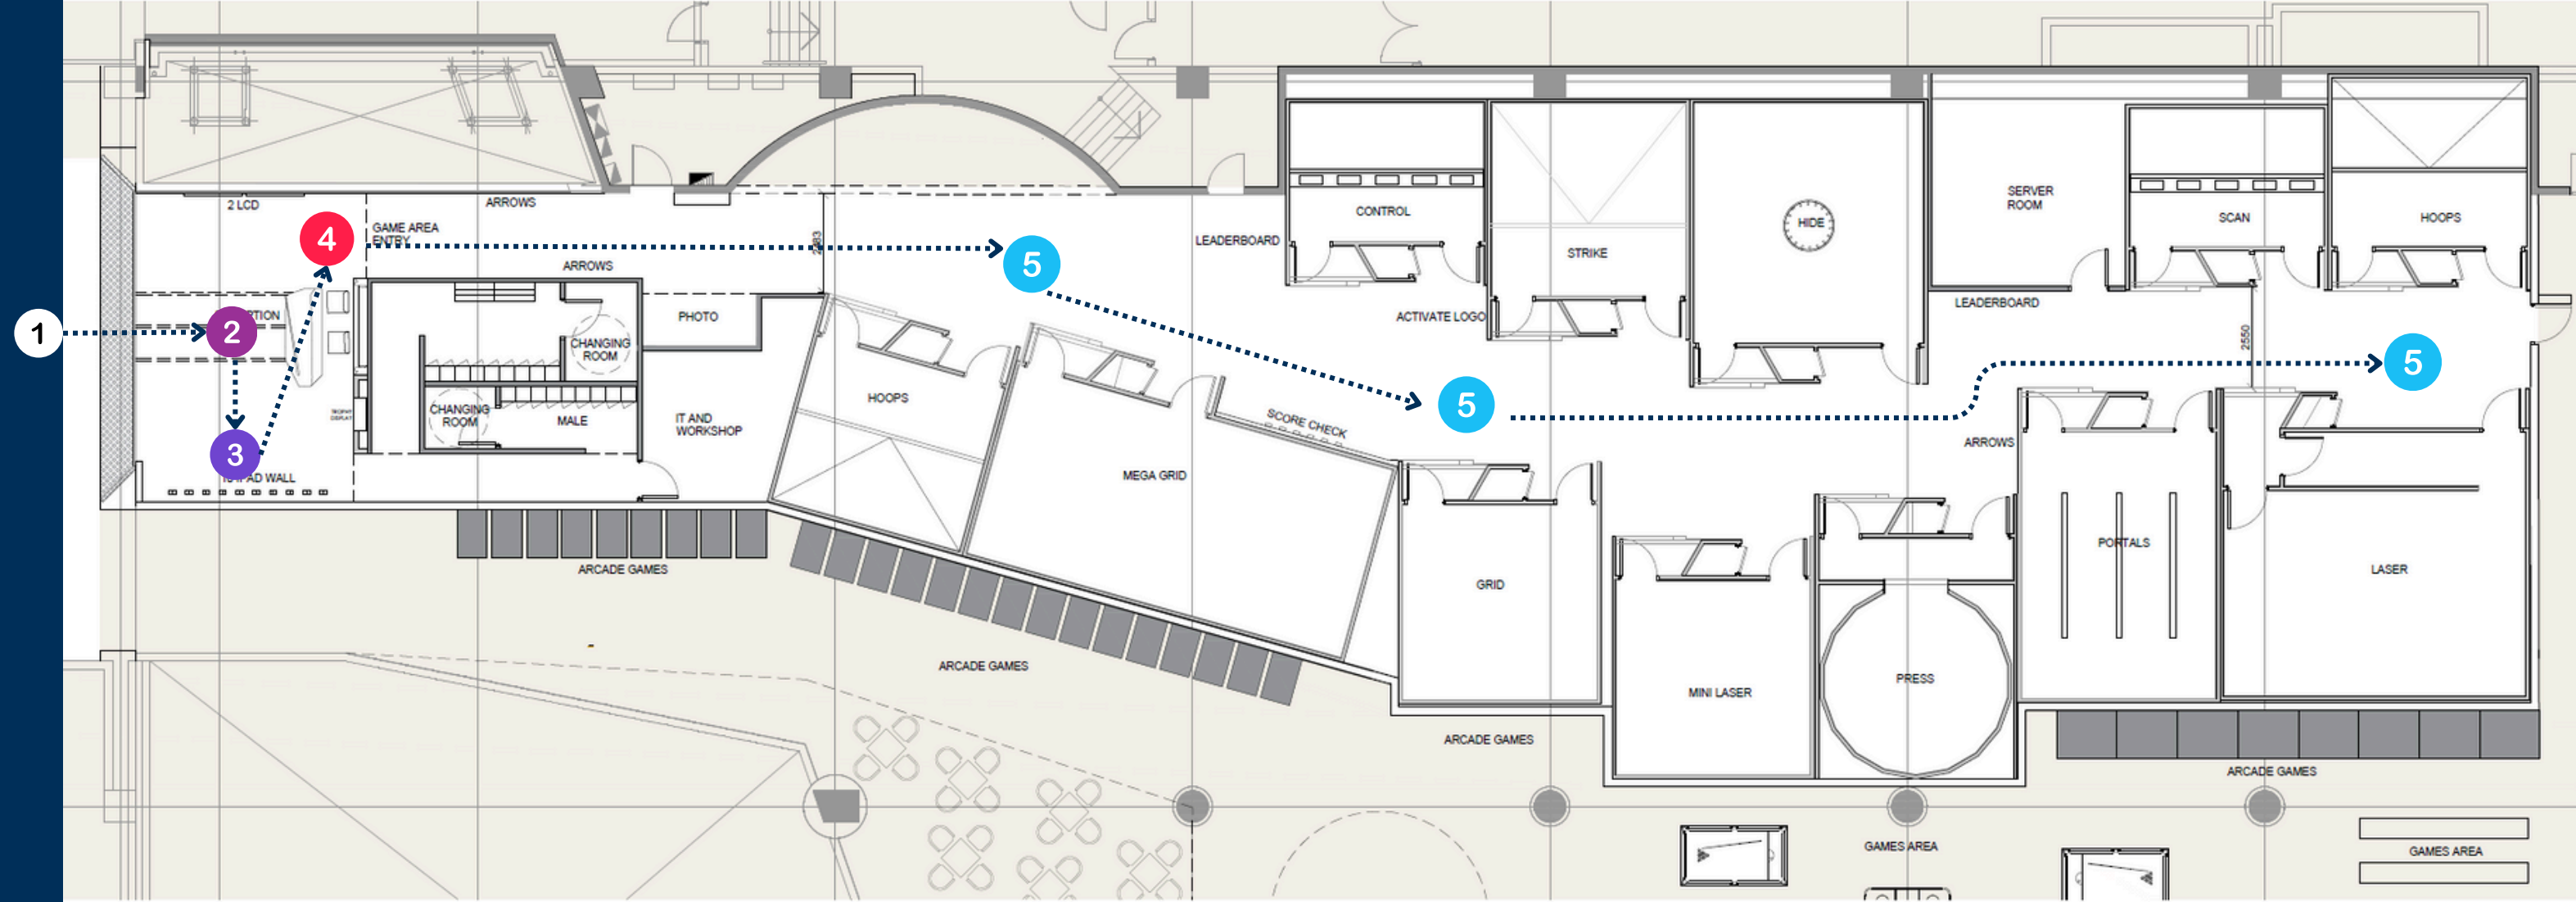 2 LCD
ARROWS
GAME AREA
ENTRY
4
ARROWS
1
2
3
TROPHY
DISPLAY
CHANGING
ROOM
CHANGING
ROOM
MALE
PHOTO
IT AND
WORKSHOP
5
LEADERBOARD
HOOPS
MEGA GRID
SCORE CHECK
CONTROL
ACTIVATE LOGO
STRIKE
HIDE
SERVER
ROOM
LEADERBOARD
SCAN
HOOPS
2550
5
5
ARROWS
GRID
MINI LASER
PRESS
PORTALS
LASER
ARCADE GAMES
ARCADE GAMES
ARCADE GAMES
ARCADE GAMES
GAMES AREA
GAMES AREA